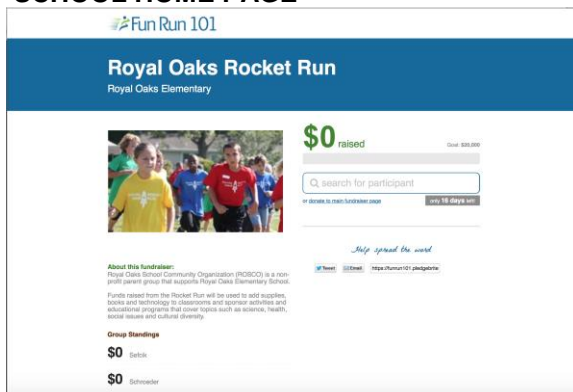 SCHOOL HOME PAGE
Fun Run 101
Royal Oaks Rocket Run
Royal Oaks Elementary
$0 raised
Goal: $30,000
search for participant
or donate to main fundraiser page
only 16 days left!
Help spread the word
Tweet
Email
https://funrun101.pledgebrite
About this fundraiser:
Royal Oaks School Community Organization (ROSCO) is a non-
profit parent group that supports Royal Oaks Elementary School.
Funds raised from the Rocket Run will be used to add supplies,
books and technology to classrooms and sponsor activities and
educational programs that cover topics such as science, health,
social issues and cultural diversity.
Group Standings
$0 Sefcik
$0 Schroeder